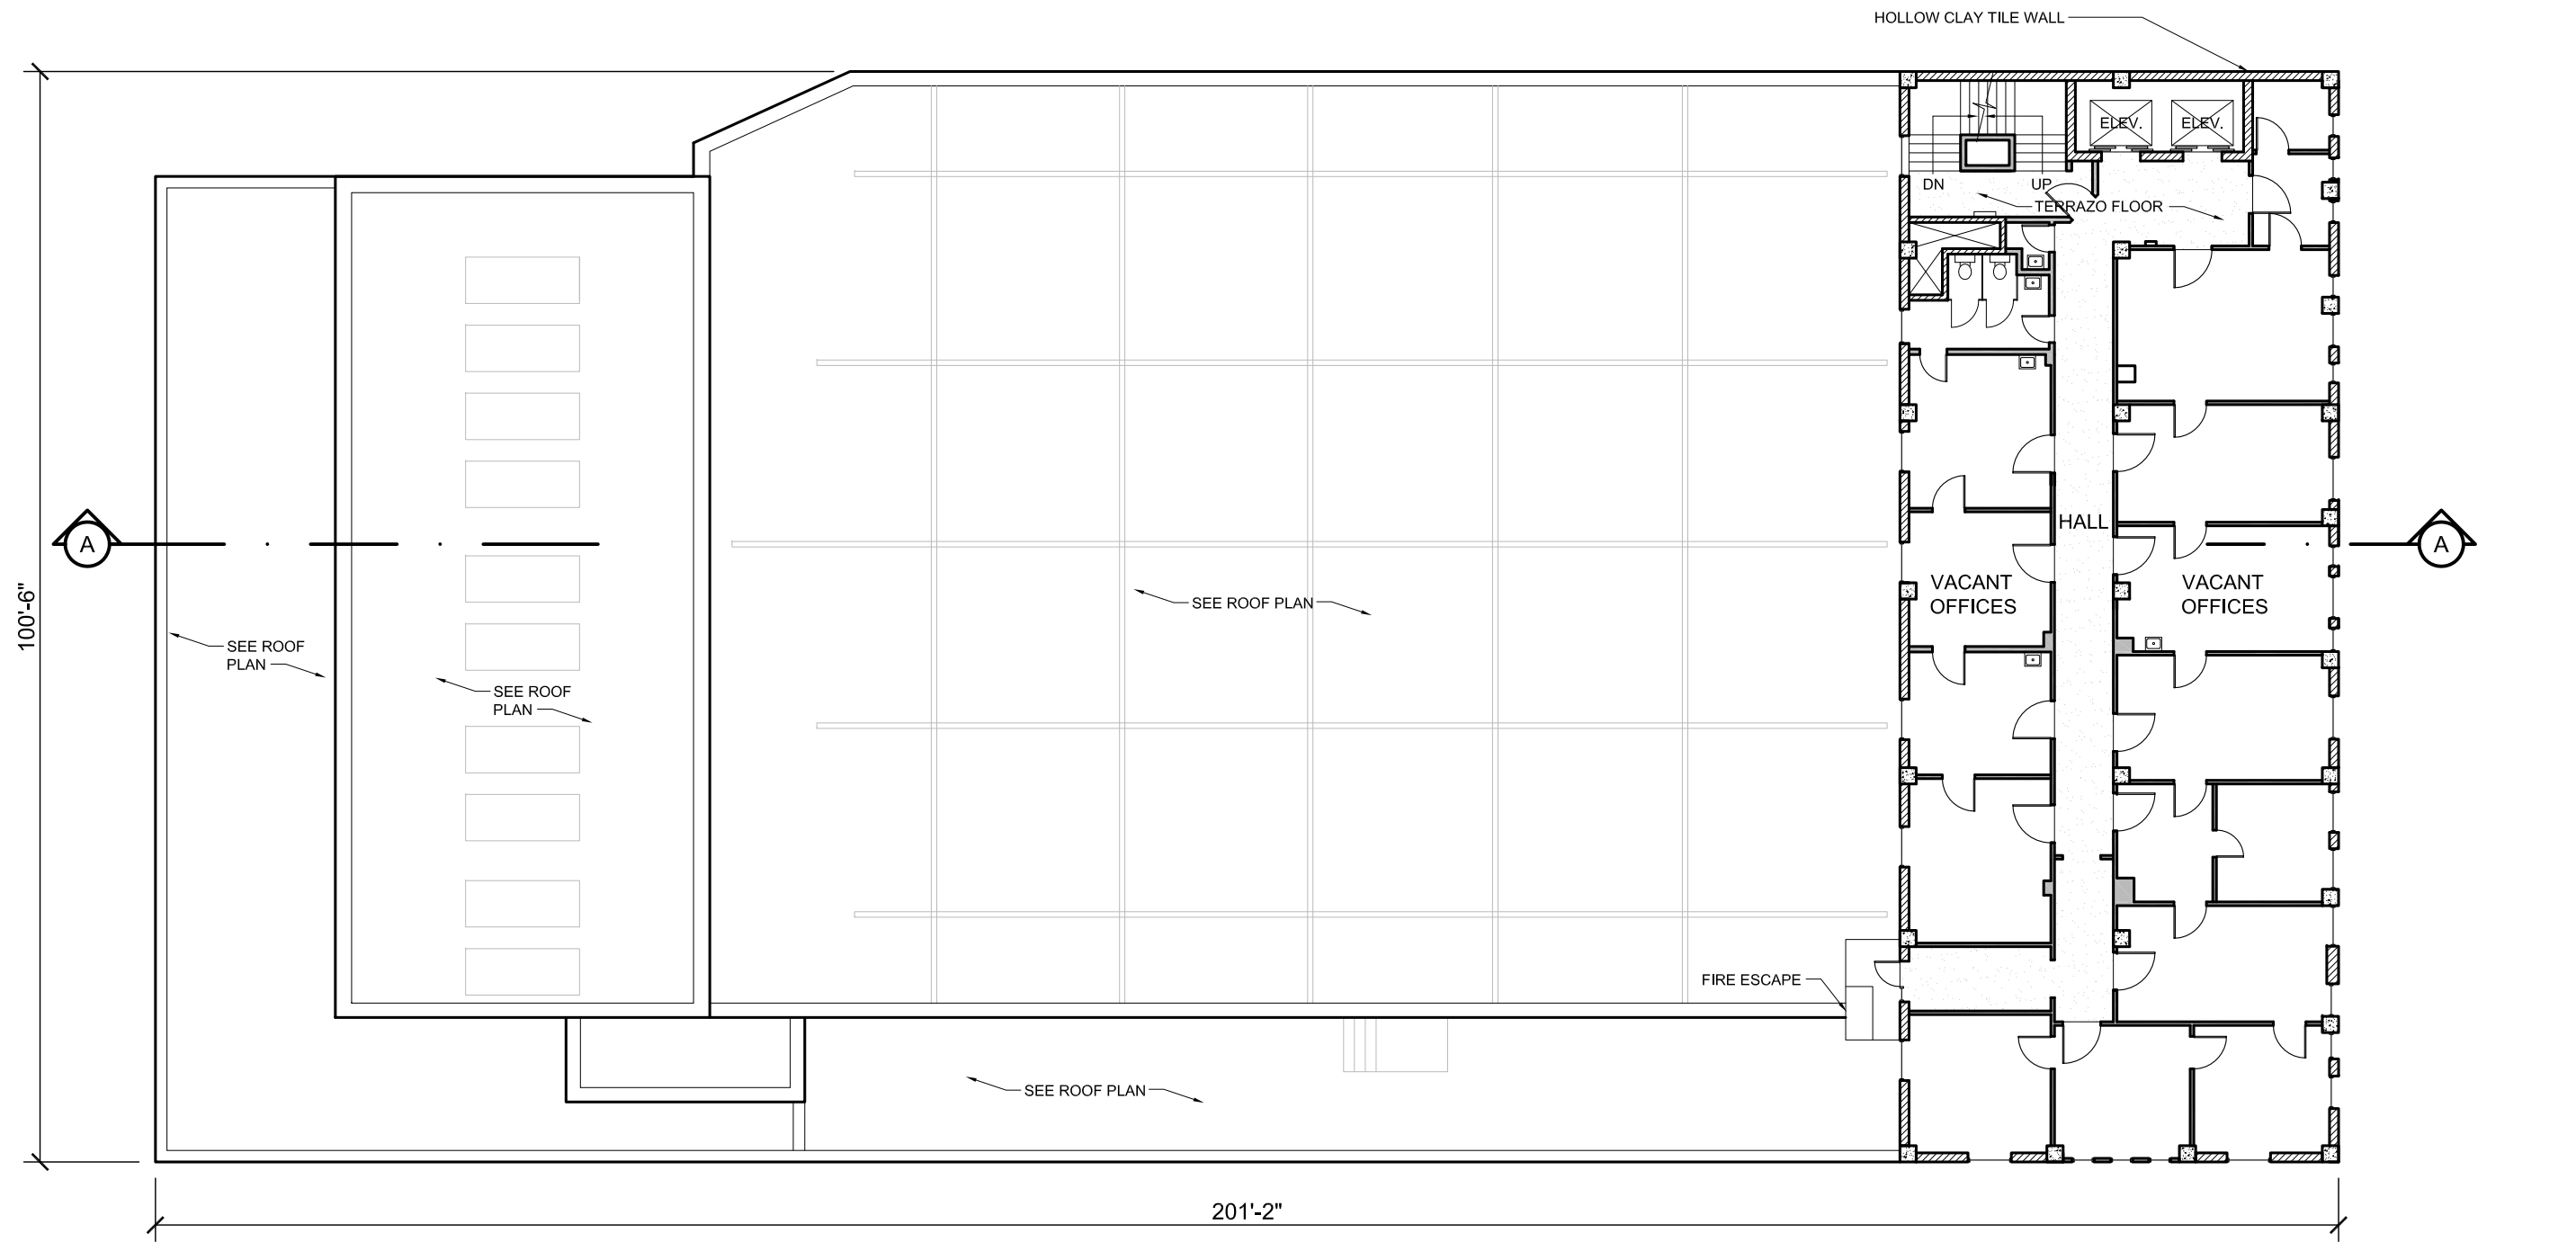 HOLLOW CLAY TILE WALL
ELEV.
ELEV.
DN
UP
TERRAZO FLOOR
HALL
A
A
100'-6"
VACANT
OFFICES
VACANT
OFFICES
SEE ROOF PLAN
SEE ROOF
PLAN
SEE ROOF
PLAN
FIRE ESCAPE
SEE ROOF PLAN
201'-2"